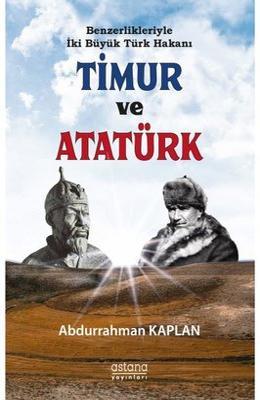 Benzerlikleriyle
İki Büyük Türk Hakanı
TİMUR
ve
ATATÜRK
Abdurrahman KAPLAN
astana
yayınları